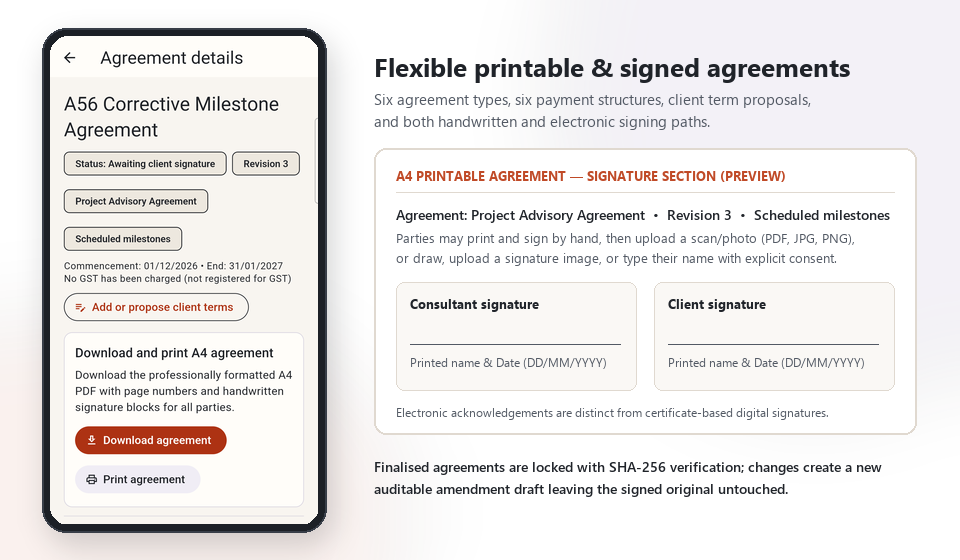 Agreement details
A56 Corrective Milestone
Agreement
Status: Awaiting client signature
Revision 3
Project Advisory Agreement
Scheduled milestones
Commencement: 01/12/2026 • End: 31/01/2027
No GST has been charged (not registered for GST)
Add or propose client terms
Download and print A4 agreement
Download the professionally formatted A4
PDF with page numbers and handwritten
signature blocks for all parties.
Download agreement
Print agreement
Flexible printable & signed agreements
Six agreement types, six payment structures, client term proposals,
and both handwritten and electronic signing paths.
A4 PRINTABLE AGREEMENT — SIGNATURE SECTION (PREVIEW)
Agreement: Project Advisory Agreement • Revision 3 • Scheduled milestones
Parties may print and sign by hand, then upload a scan/photo (PDF, JPG, PNG),
or draw, upload a signature image, or type their name with explicit consent.
Consultant signature
Printed name & Date (DD/MM/YYYY)
Client signature
Printed name & Date (DD/MM/YYYY)
Electronic acknowledgements are distinct from certificate-based digital signatures.
Finalised agreements are locked with SHA-256 verification; changes create a new
auditable amendment draft leaving the signed original untouched.